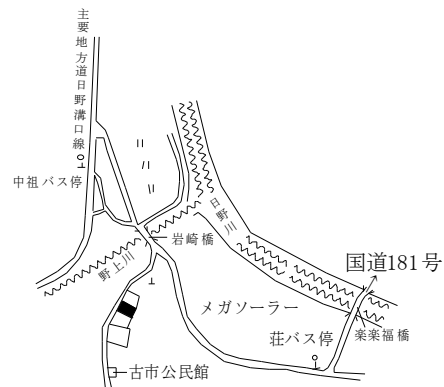 主要地方道日野溝口線
中祖バス停
日野川
岩崎橋
野上川
国道181号
メガソーラー
荘バス停
楽楽福橋
古市公民館